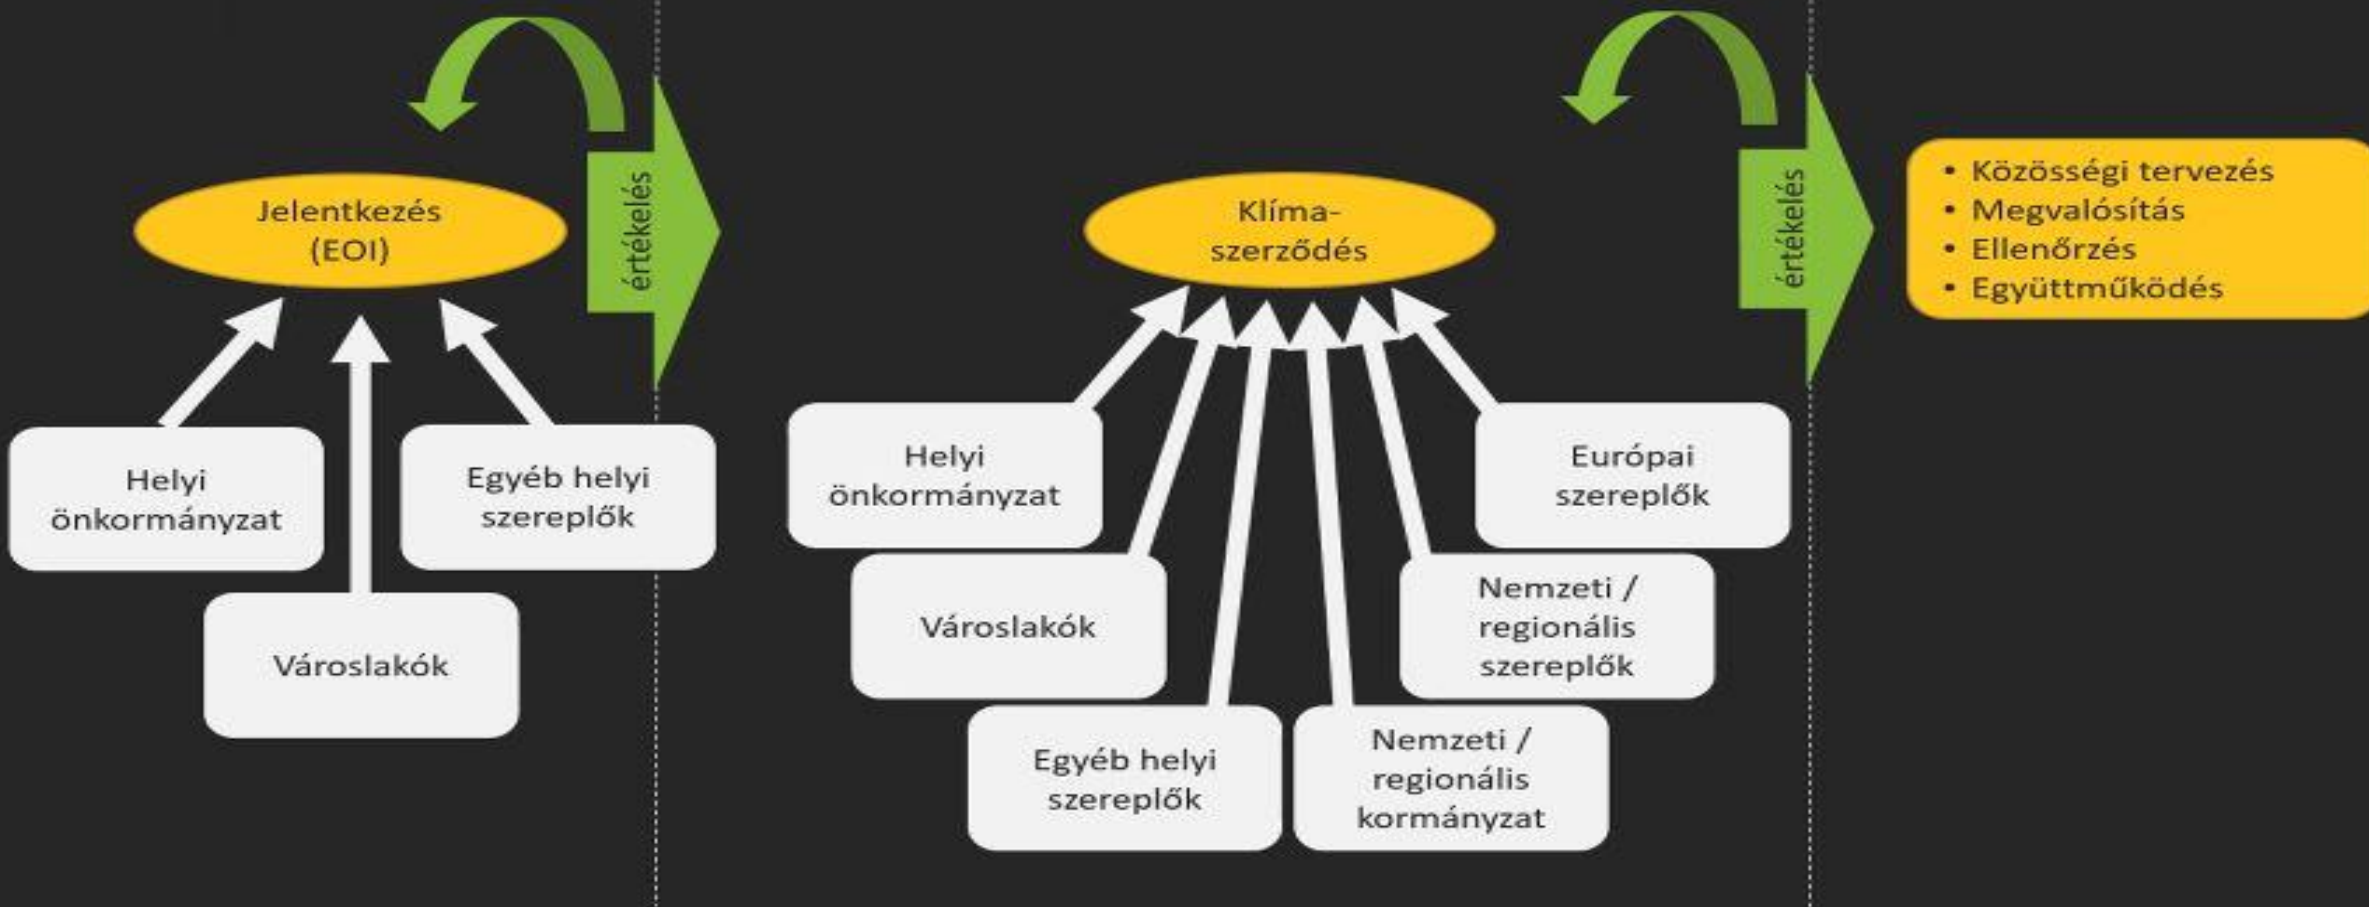 Jelentkezés
(EOI)
értékelés
Helyi
önkormányzat
Egyéb helyi
szereplők
Városlakók
Klíma-
szerződés
értékelés
Helyi
önkormányzat
Városlakók
Egyéb helyi
szereplők
Nemzeti /
regionális
kormányzat
Nemzeti /
regionális
szereplők
Európai
szereplők
• Közösségi tervezés
• Megvalósítás
• Ellenőrzés
• Együttműködés